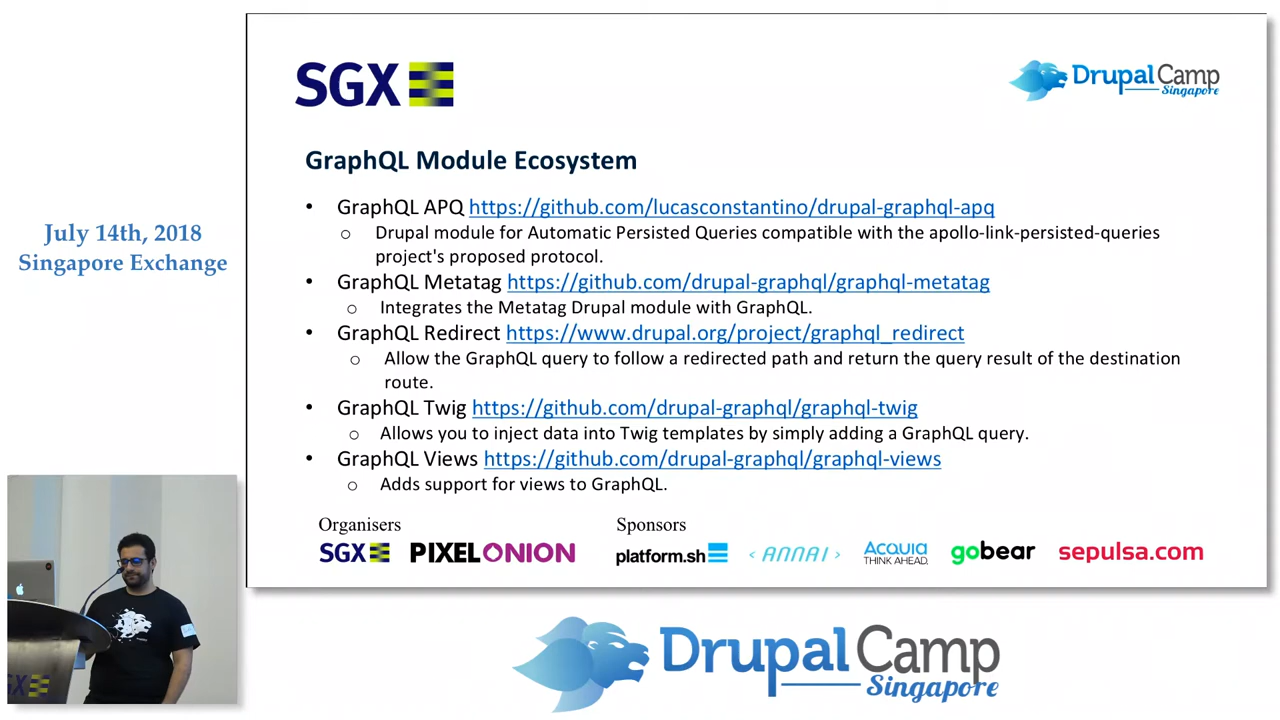 SGX
DrupalCamp
Singapore
GraphQL Module Ecosystem
• GraphQL APQ https://github.com/lucasconstantino/drupal-graphql-apq
o Drupal module for Automatic Persisted Queries compatible with the apollo-link-persisted-queries
project's proposed protocol.
• GraphQL Metatag https://github.com/drupal-graphql/graphql-metatag
o Integrates the Metatag Drupal module with GraphQL.
• GraphQL Redirect https://www.drupal.org/project/graphql_redirect
o Allow the GraphQL query to follow a redirected path and return the query result of the destination
route.
• GraphQL Twig https://github.com/drupal-graphql/graphql-twig
o Allows you to inject data into Twig templates by simply adding a GraphQL query.
• GraphQL Views https://github.com/drupal-graphql/graphql-views
o Adds support for views to GraphQL.
Organisers
SGX PIXELONION
Sponsors
platform.sh <ANNAI> ACQUIA gobear sepulsa.com
THINK AHEAD.
July 14th, 2018
Singapore Exchange
GX
DrupalCamp
Singapore